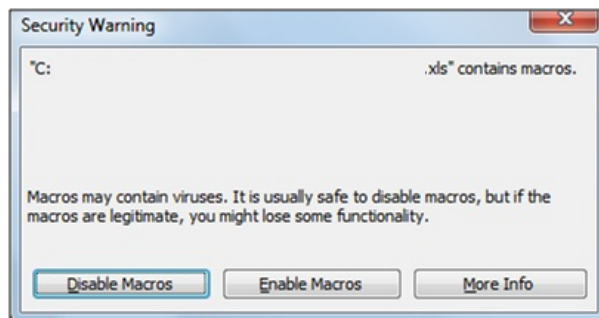 Security Warning
"C: .xls" contains macros.
Macros may contain viruses. It is usually safe to disable macros, but if the
macros are legitimate, you might lose some functionality.
Disable Macros Enable Macros More Info